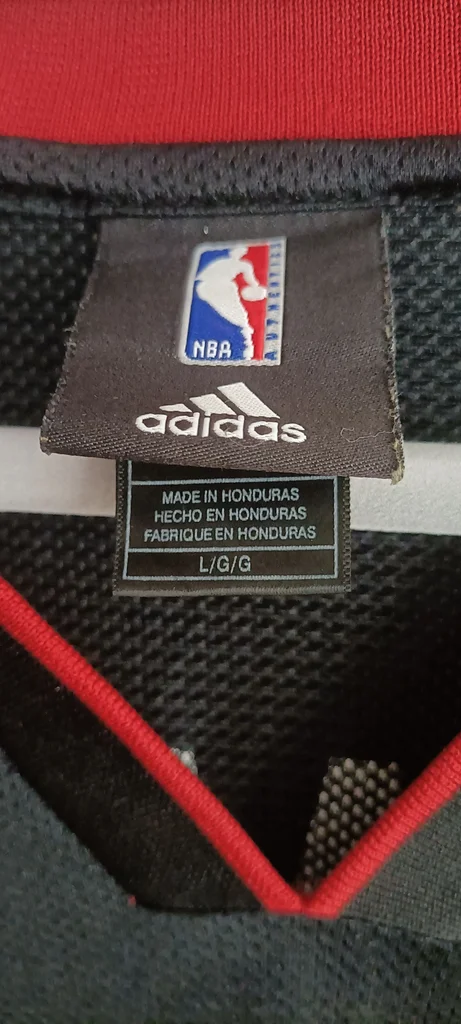 NBA
AUTHENTICS
adidas
MADE IN HONDURAS
HECHO EN HONDURAS
FABRIQUE EN HONDURAS
L/G/G